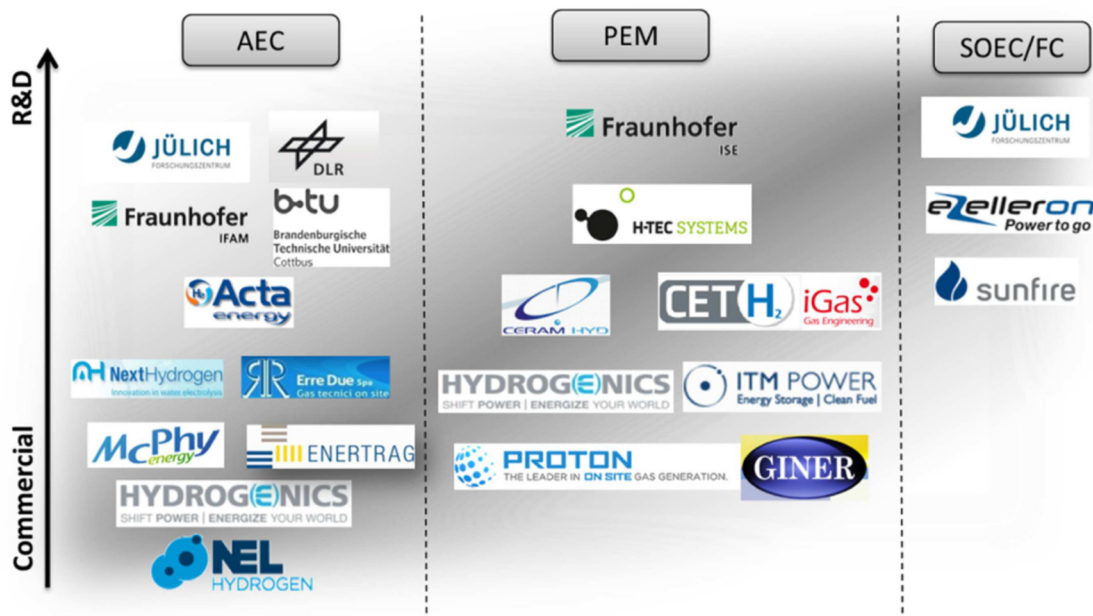 AEC
PEM
SOEC/FC
R&D
Commercial
JÜLICH
FORSCHUNGSZENTRUM
DLR
Fraunhofer
IFAM
b-tu
Brandenburgische
Technische Universität
Cottbus
H₂ Acta
energy
AH NextHydrogen
Innovation in water electrolysis
Erre Due Spa
Gas tecnici on site
McPhy
energy
ENERTRAG
HYDROGENICS
SHIFT POWER | ENERGIZE YOUR WORLD
NEL
HYDROGEN
Fraunhofer
ISE
H-TEC SYSTEMS
CERAM HYD
CETH₂
iGas
Gas Engineering
HYDROGENICS
SHIFT POWER | ENERGIZE YOUR WORLD
ITM POWER
Energy Storage | Clean Fuel
PROTON
THE LEADER IN ON SITE GAS GENERATION.
GINER
JÜLICH
FORSCHUNGSZENTRUM
eZelleron
Power to go
sunfire